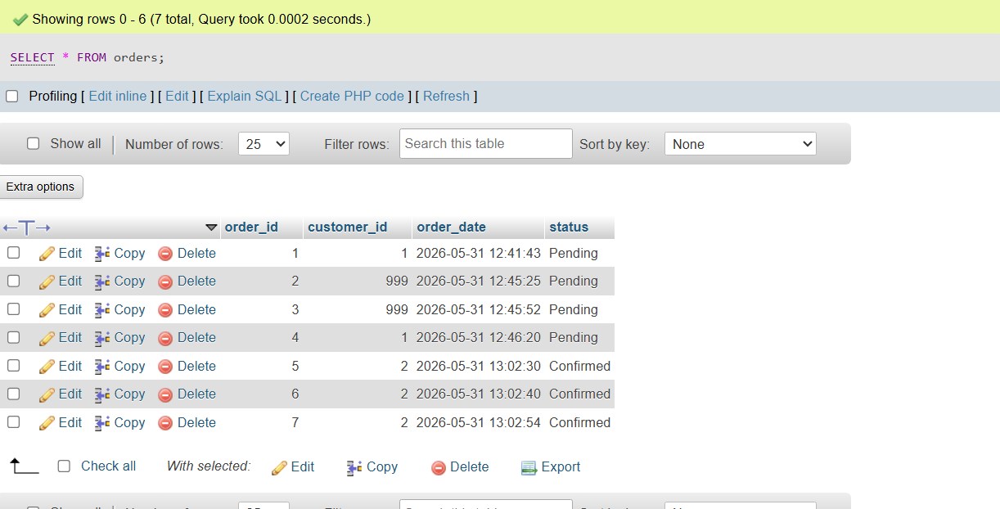 Showing rows 0 - 6 (7 total, Query took 0.0002 seconds.)
SELECT * FROM orders;
Profiling [ Edit inline ] [ Edit ] [ Explain SQL ] [ Create PHP code ] [ Refresh ]
Show all Number of rows: 25 Filter rows: Search this table Sort by key: None
Extra options
order_id customer_id order_date status
Edit Copy Delete 1 1 2026-05-31 12:41:43 Pending
Edit Copy Delete 2 999 2026-05-31 12:45:25 Pending
Edit Copy Delete 3 999 2026-05-31 12:45:52 Pending
Edit Copy Delete 4 1 2026-05-31 12:46:20 Pending
Edit Copy Delete 5 2 2026-05-31 13:02:30 Confirmed
Edit Copy Delete 6 2 2026-05-31 13:02:40 Confirmed
Edit Copy Delete 7 2 2026-05-31 13:02:54 Confirmed
Check all With selected: Edit Copy Delete Export